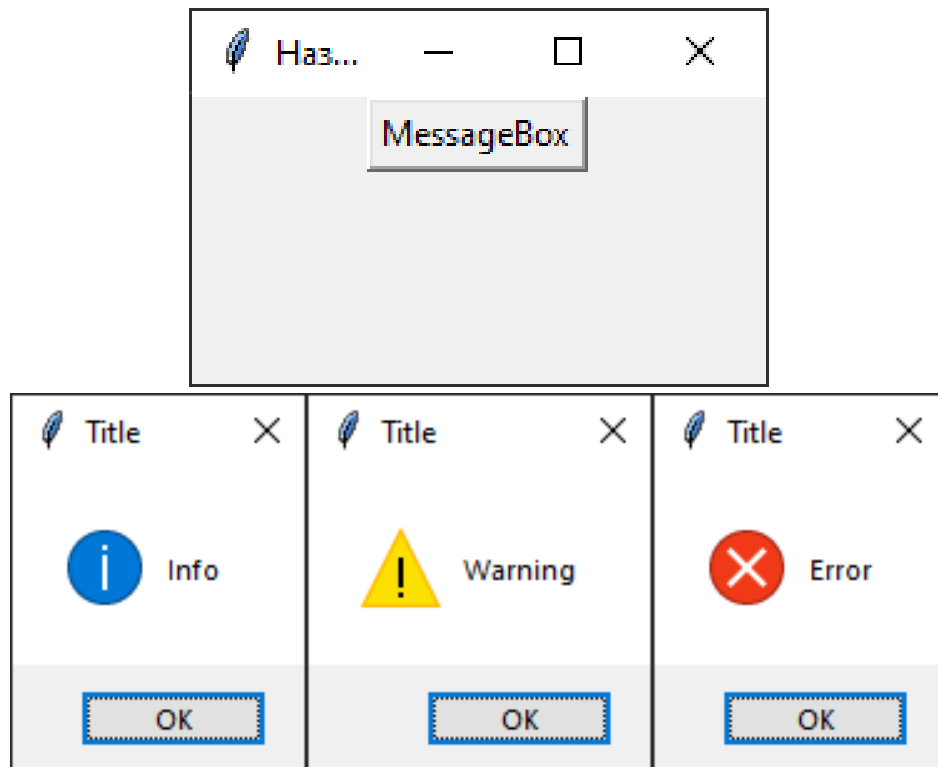 Наз...
MessageBox
Title
Title
Title
Info
Warning
Error
OK
OK
OK